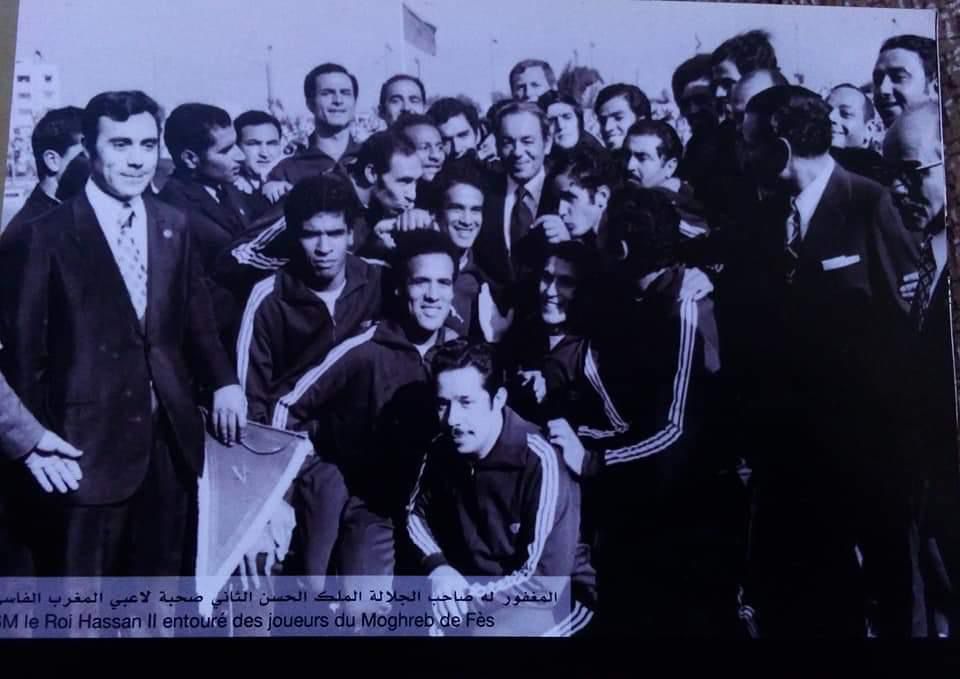 المغفور له صاحب الجلالة الملك الحسن الثاني صحبة لاعبي المغرب الفاسي
SM le Roi Hassan II entouré des joueurs du Moghreb de Fès